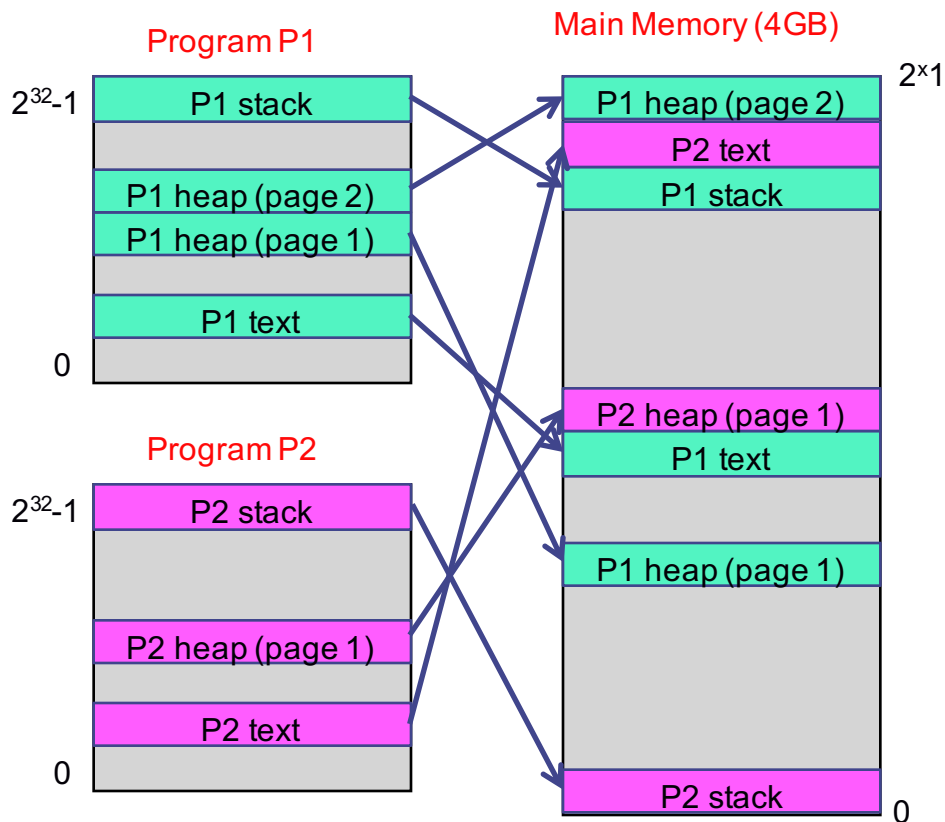 Program P1
2³²-1
P1 stack
P1 heap (page 2)
P1 heap (page 1)
P1 text
0
Program P2
2³²-1
P2 stack
P2 heap (page 1)
P2 text
0
Main Memory (4GB)
2ˣ1
P1 heap (page 2)
P2 text
P1 stack
P2 heap (page 1)
P1 text
P1 heap (page 1)
P2 stack
0